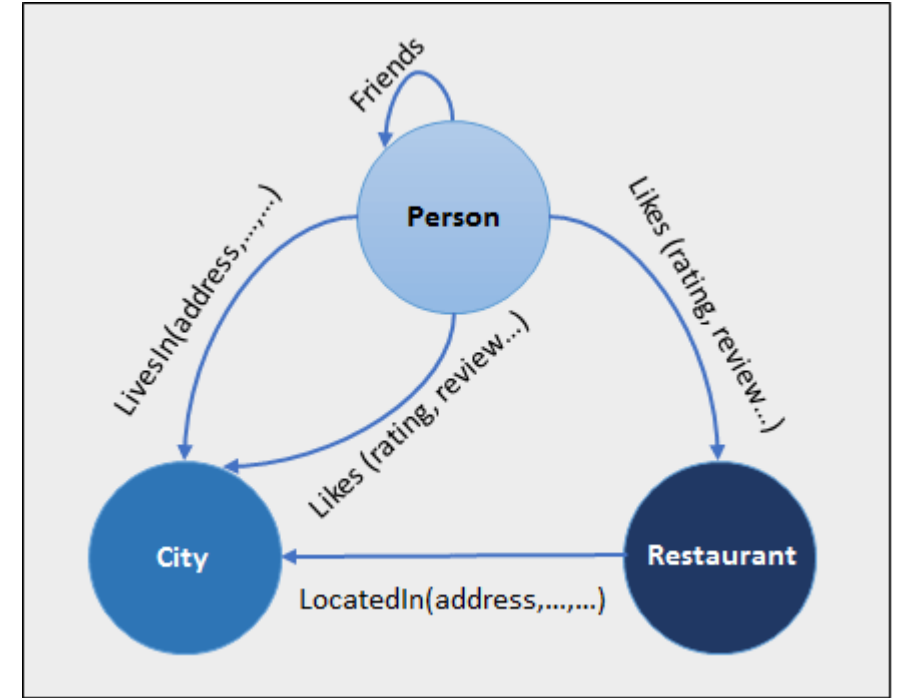 Friends
Person
LivesIn(address,...,...)
Likes (rating, review...)
Likes (rating, review...)
City
Restaurant
LocatedIn(address,...,...)